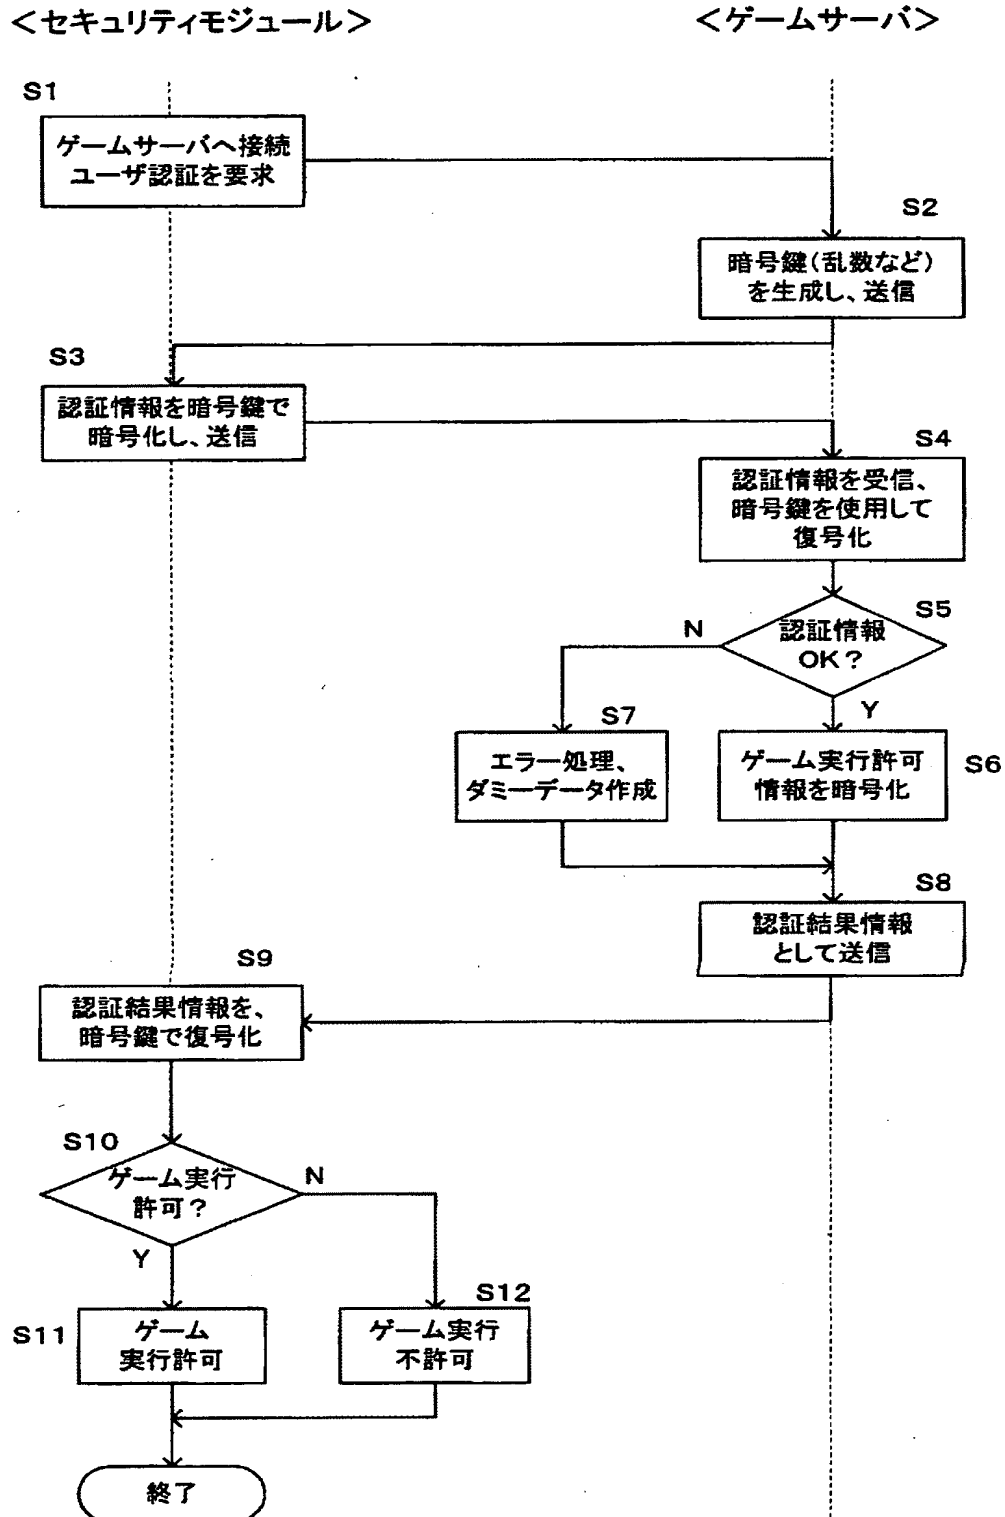 <セキュリティモジュール>
<ゲームサーバ>
S1
ゲームサーバへ接続
ユーザ認証を要求
S2
暗号鍵(乱数など)
を生成し、送信
S3
認証情報を暗号鍵で
暗号化し、送信
S4
認証情報を受信、
暗号鍵を使用して
復号化
S5
認証情報
OK?
N
Y
S7
エラー処理、
ダミーデータ作成
S6
ゲーム実行許可
情報を暗号化
S8
認証結果情報
として送信
S9
認証結果情報を、
暗号鍵で復号化
S10
ゲーム実行
許可?
N
Y
S11
ゲーム
実行許可
S12
ゲーム実行
不許可
終了